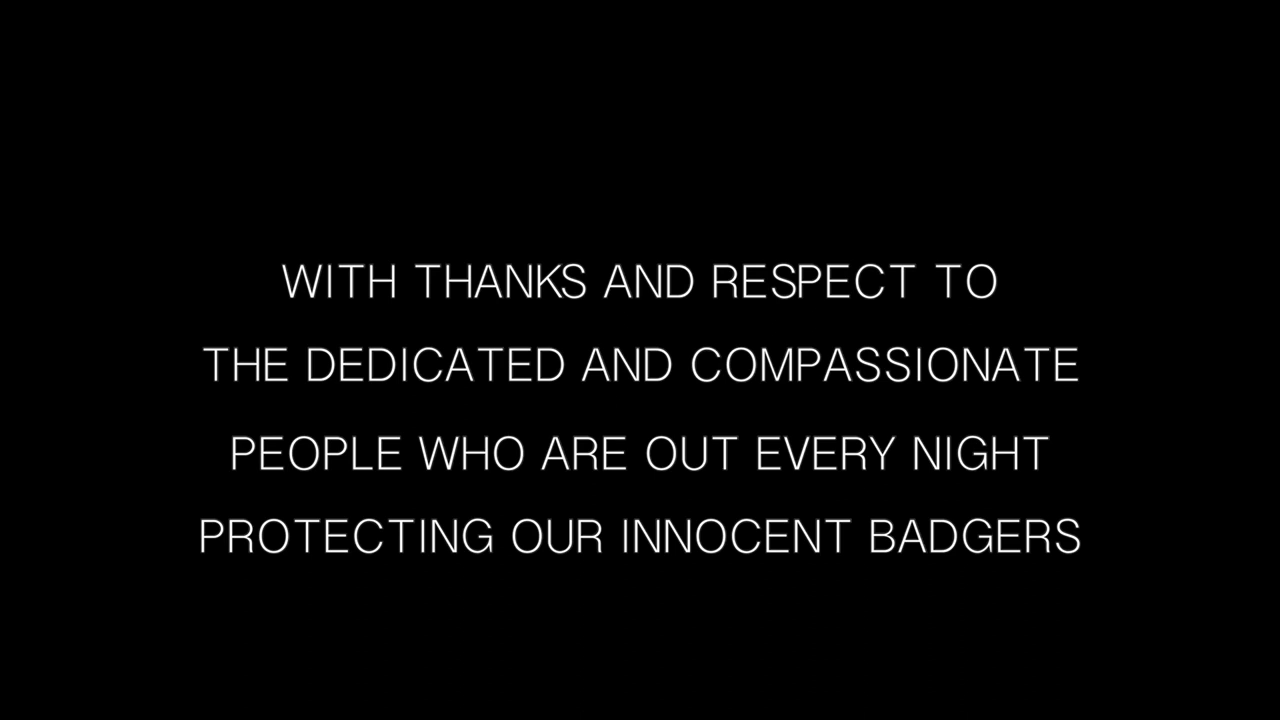 WITH THANKS AND RESPECT TO
THE DEDICATED AND COMPASSIONATE
PEOPLE WHO ARE OUT EVERY NIGHT
PROTECTING OUR INNOCENT BADGERS